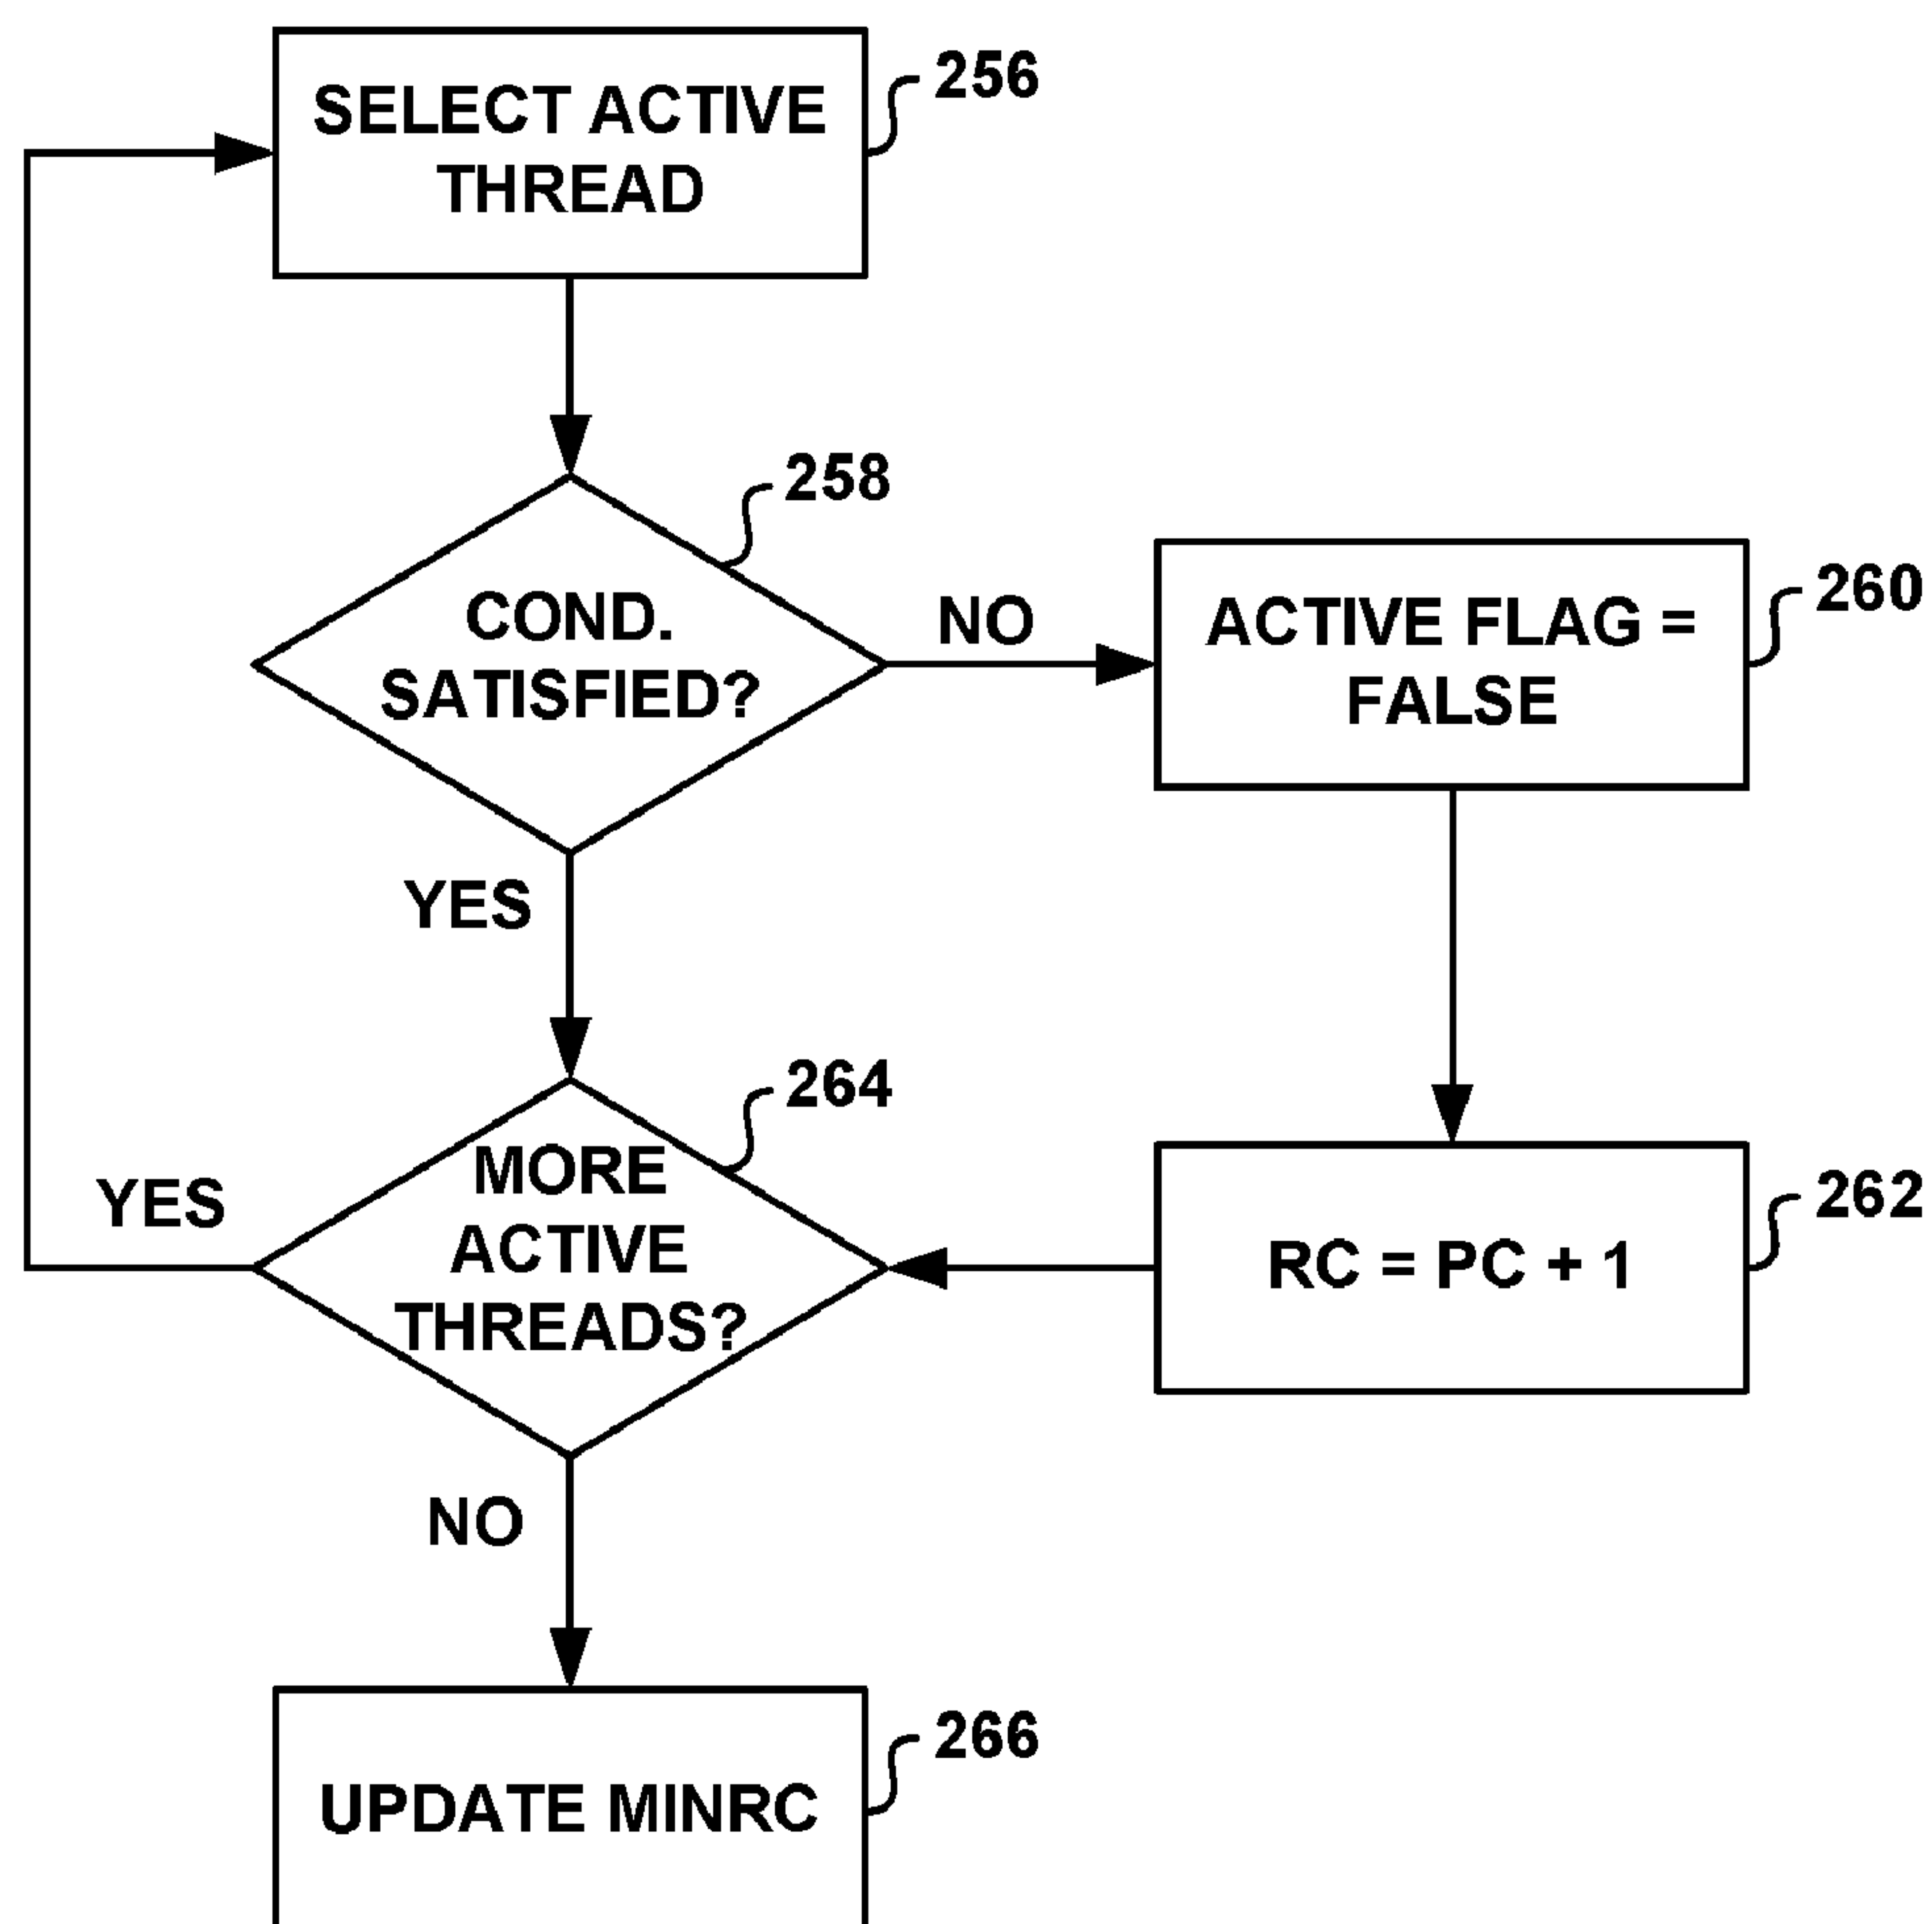 SELECT ACTIVE
THREAD
256
258
COND.
SATISFIED?
NO
ACTIVE FLAG =
FALSE
260
YES
264
MORE
ACTIVE
THREADS?
YES
RC = PC + 1
262
NO
266
UPDATE MINRC